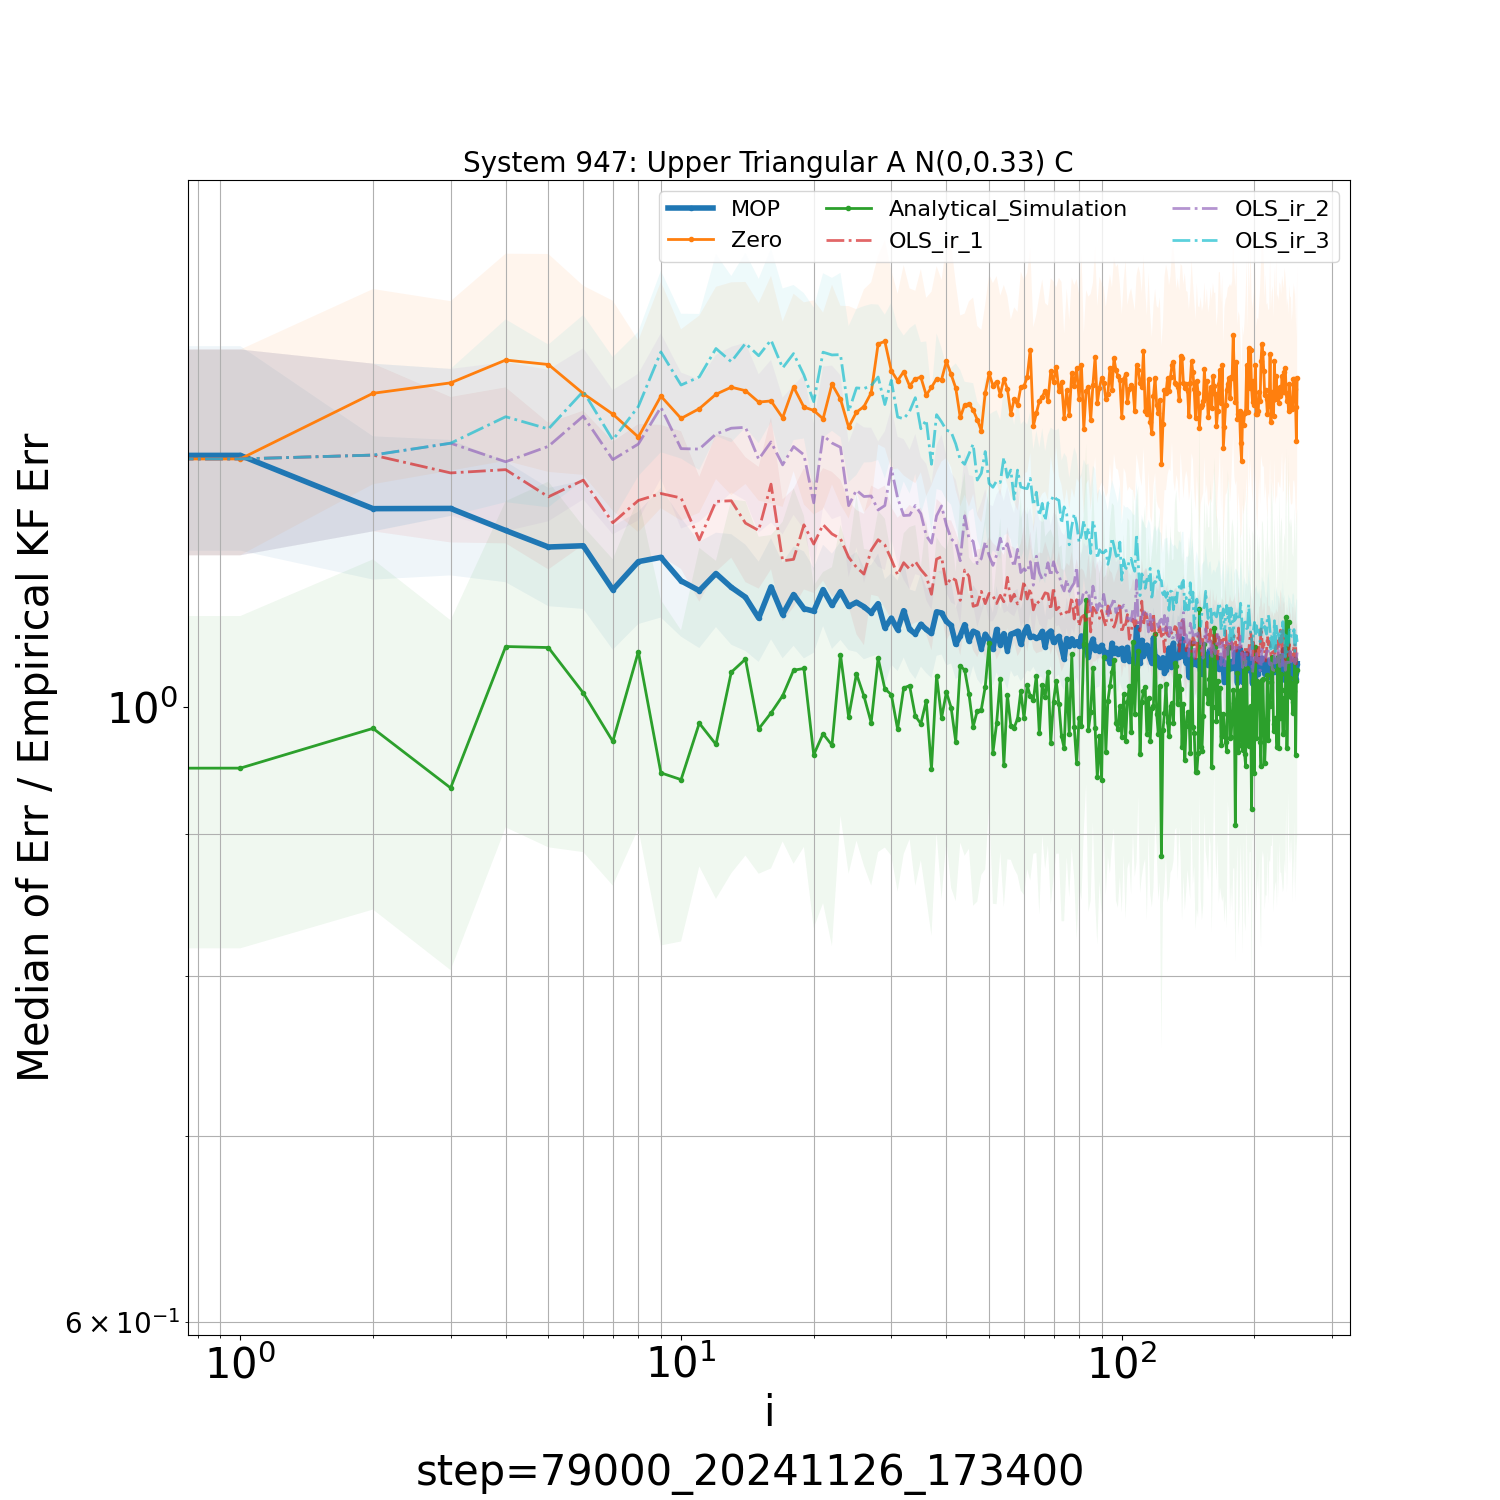 System 947: Upper Triangular A N(0,0.33) C
MOP
Zero
Analytical_Simulation
OLS_ir_1
OLS_ir_2
OLS_ir_3
Median of Err / Empirical KF Err
10⁰
6 × 10⁻¹
10⁰ 10¹ 10²
i
step=79000_20241126_173400